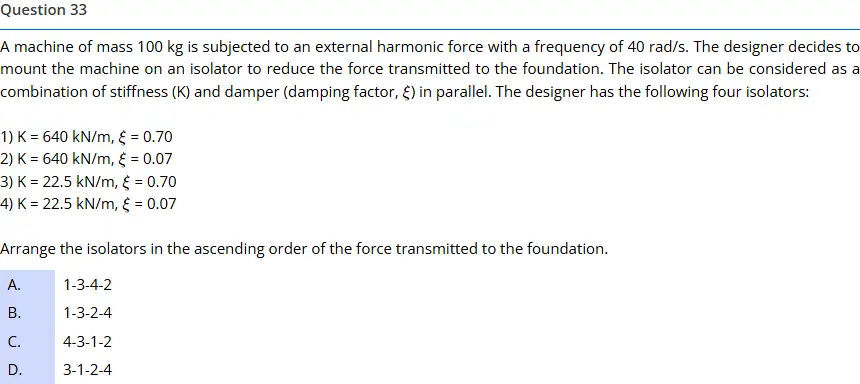 Question 33
A machine of mass 100 kg is subjected to an external harmonic force with a frequency of 40 rad/s. The designer decides to
mount the machine on an isolator to reduce the force transmitted to the foundation. The isolator can be considered as a
combination of stiffness (K) and damper (damping factor, ξ) in parallel. The designer has the following four isolators:
1) K = 640 kN/m, ξ = 0.70
2) K = 640 kN/m, ξ = 0.07
3) K = 22.5 kN/m, ξ = 0.70
4) K = 22.5 kN/m, ξ = 0.07
Arrange the isolators in the ascending order of the force transmitted to the foundation.
A. 1-3-4-2
B. 1-3-2-4
C. 4-3-1-2
D. 3-1-2-4